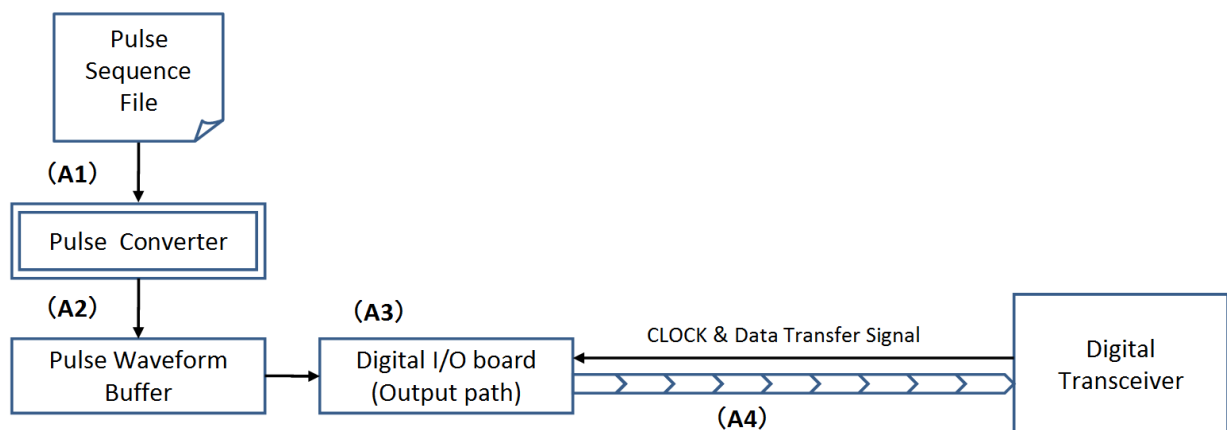 Pulse
Sequence
File
（A1）
Pulse  Converter
（A2）
Pulse Waveform
Buffer
（A3）
Digital I/O board
(Output path)
CLOCK & Data Transfer Signal
（A4）
Digital
Transceiver